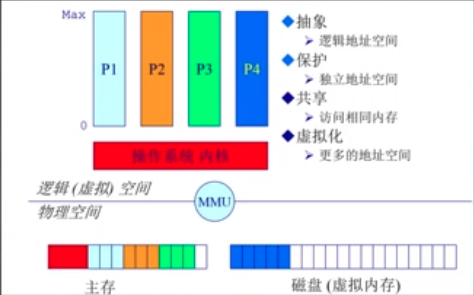 Max
P1
P2
P3
P4
0
操作系统 内核
◆抽象
➢ 逻辑地址空间
◆保护
➢ 独立地址空间
◆共享
➢ 访问相同内存
◆虚拟化
➢ 更多的地址空间
逻辑 (虚拟) 空间
MMU
物理空间
主存
磁盘 (虚拟内存)